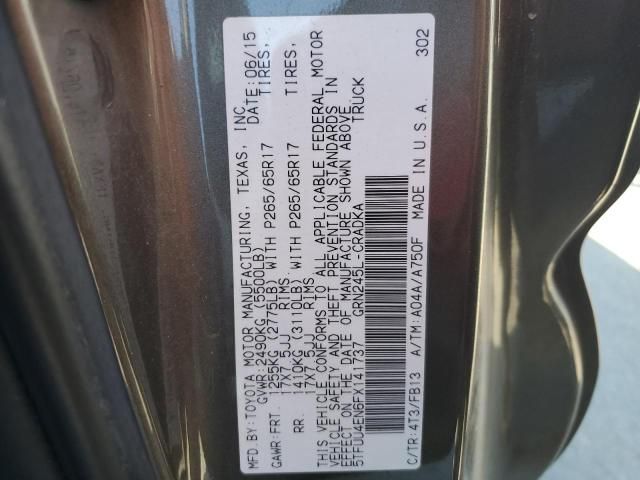 MFD.BY:TOYOTA MOTOR MANUFACTURING, TEXAS, INC. DATE:06/15
GVWR:2490KG (5500LB)
GAWR:FRT. 1255KG (2775LB) WITH P265/65R17 TIRES,
17X7.5JJ RIMS
RR. 1410KG (3110LB) WITH P265/65R17 TIRES,
17X7.5JJ RIMS
THIS VEHICLE CONFORMS TO ALL APPLICABLE FEDERAL MOTOR
VEHICLE SAFETY AND THEFT PREVENTION STANDARDS IN
EFFECT ON THE DATE OF MANUFACTURE SHOWN ABOVE.
5TFUU4EN6FX141737 GRN245L-CRADKA TRUCK
C/TR:4T3/FB13 A/TM:A04A/A750F MADE IN U.S.A. 302